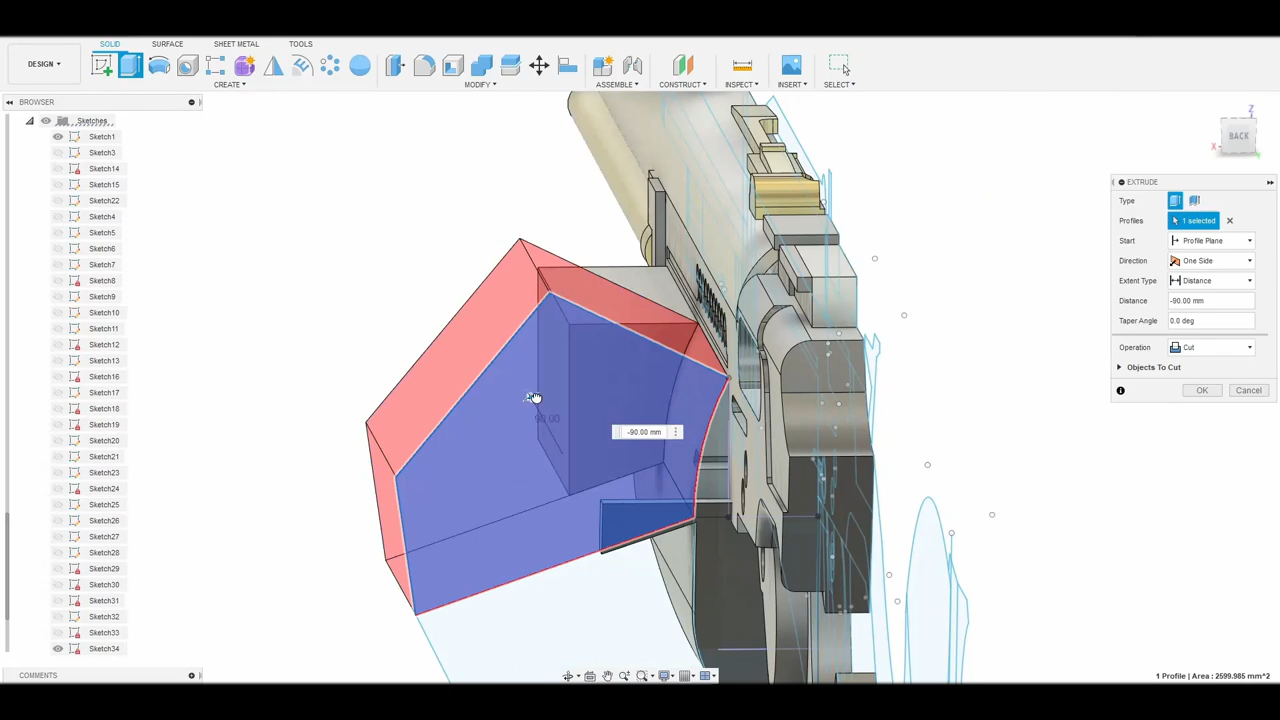 SOLID SURFACE SHEET METAL TOOLS
DESIGN
CREATE MODIFY ASSEMBLE CONSTRUCT INSPECT INSERT SELECT
BROWSER
Sketches
Sketch1
Sketch3
Sketch14
Sketch15
Sketch22
Sketch4
Sketch5
Sketch6
Sketch7
Sketch8
Sketch9
Sketch10
Sketch11
Sketch12
Sketch13
Sketch16
Sketch17
Sketch18
Sketch19
Sketch20
Sketch21
Sketch23
Sketch24
Sketch25
Sketch26
Sketch27
Sketch28
Sketch29
Sketch30
Sketch31
Sketch32
Sketch33
Sketch34
COMMENTS
90.00
-90.00 mm
Z
BACK
X
Y
EXTRUDE
Type
Profiles 1 selected
Start Profile Plane
Direction One Side
Extent Type Distance
Distance -90.00 mm
Taper Angle 0.0 deg
Operation Cut
Objects To Cut
OK Cancel
1 Profile | Area : 2599.985 mm^2